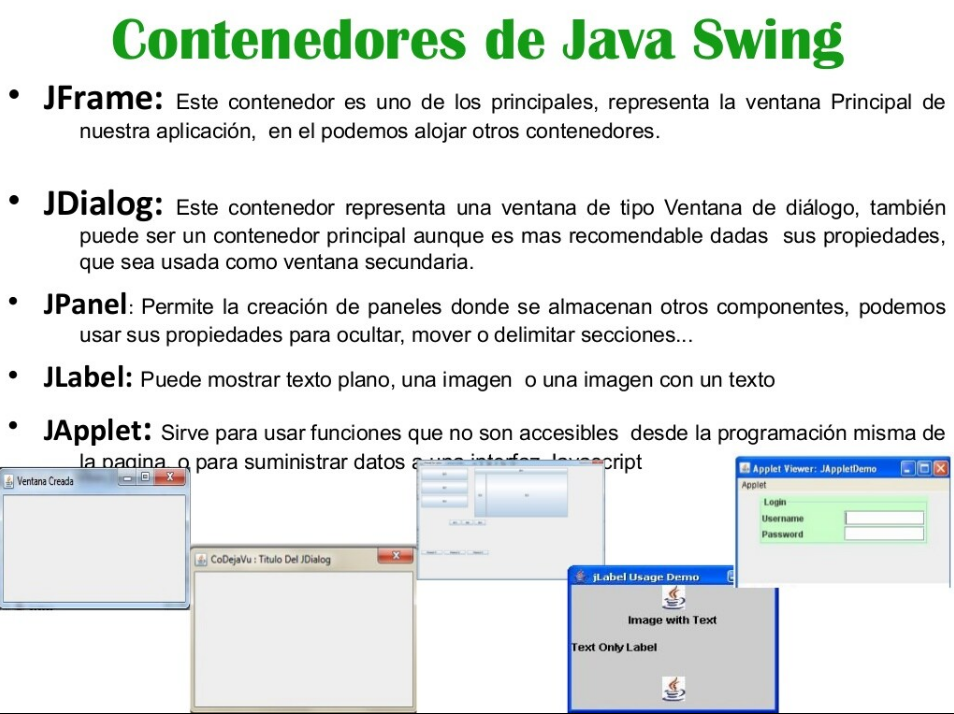 Contenedores de Java Swing
• JFrame: Este contenedor es uno de los principales, representa la ventana Principal de
nuestra aplicación, en el podemos alojar otros contenedores.
• JDialog: Este contenedor representa una ventana de tipo Ventana de diálogo, también
puede ser un contenedor principal aunque es mas recomendable dadas sus propiedades,
que sea usada como ventana secundaria.
• JPanel: Permite la creación de paneles donde se almacenan otros componentes, podemos
usar sus propiedades para ocultar, mover o delimitar secciones...
• JLabel: Puede mostrar texto plano, una imagen o una imagen con un texto
• JApplet: Sirve para usar funciones que no son accesibles desde la programación misma de
la pagina, o para suministrar datos a una interfaz Javascript
Ventana Creada
CoDejaVu : Titulo Del JDialog
jLabel Usage Demo
Image with Text
Text Only Label
Applet Viewer: JAppletDemo
Applet
Login
Username
Password